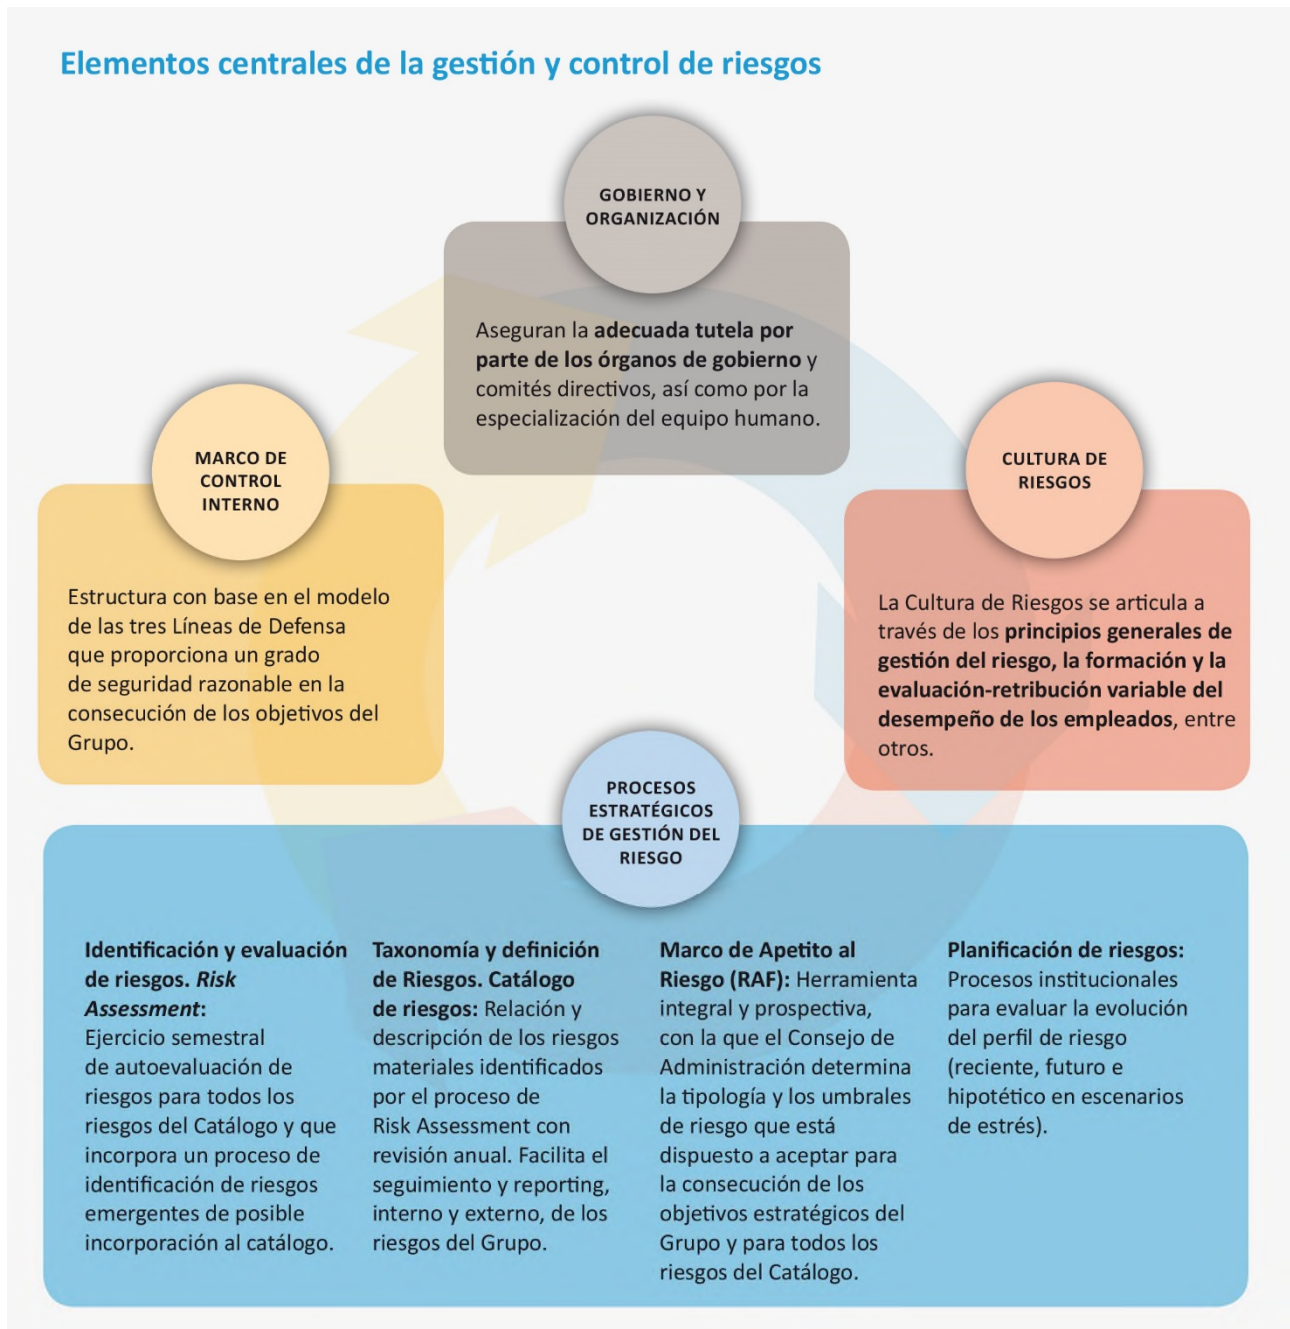 Elementos centrales de la gestión y control de riesgos
GOBIERNO Y
ORGANIZACIÓN
Aseguran la adecuada tutela por
parte de los órganos de gobierno y
comités directivos, así como por la
especialización del equipo humano.
MARCO DE
CONTROL
INTERNO
Estructura con base en el modelo
de las tres Líneas de Defensa
que proporciona un grado
de seguridad razonable en la
consecución de los objetivos del
Grupo.
CULTURA DE
RIESGOS
La Cultura de Riesgos se articula a
través de los principios generales de
gestión del riesgo, la formación y la
evaluación-retribución variable del
desempeño de los empleados, entre
otros.
PROCESOS
ESTRATÉGICOS
DE GESTIÓN DEL
RIESGO
Identificación y evaluación
de riesgos. Risk
Assessment:
Ejercicio semestral
de autoevaluación de
riesgos para todos los
riesgos del Catálogo y que
incorpora un proceso de
identificación de riesgos
emergentes de posible
incorporación al catálogo.
Taxonomía y definición
de Riesgos. Catálogo
de riesgos: Relación y
descripción de los riesgos
materiales identificados
por el proceso de
Risk Assessment con
revisión anual. Facilita el
seguimiento y reporting,
interno y externo, de los
riesgos del Grupo.
Marco de Apetito al
Riesgo (RAF): Herramienta
integral y prospectiva,
con la que el Consejo de
Administración determina
la tipología y los umbrales
de riesgo que está
dispuesto a aceptar para
la consecución de los
objetivos estratégicos del
Grupo y para todos los
riesgos del Catálogo.
Planificación de riesgos:
Procesos institucionales
para evaluar la evolución
del perfil de riesgo
(reciente, futuro e
hipotético en escenarios
de estrés).